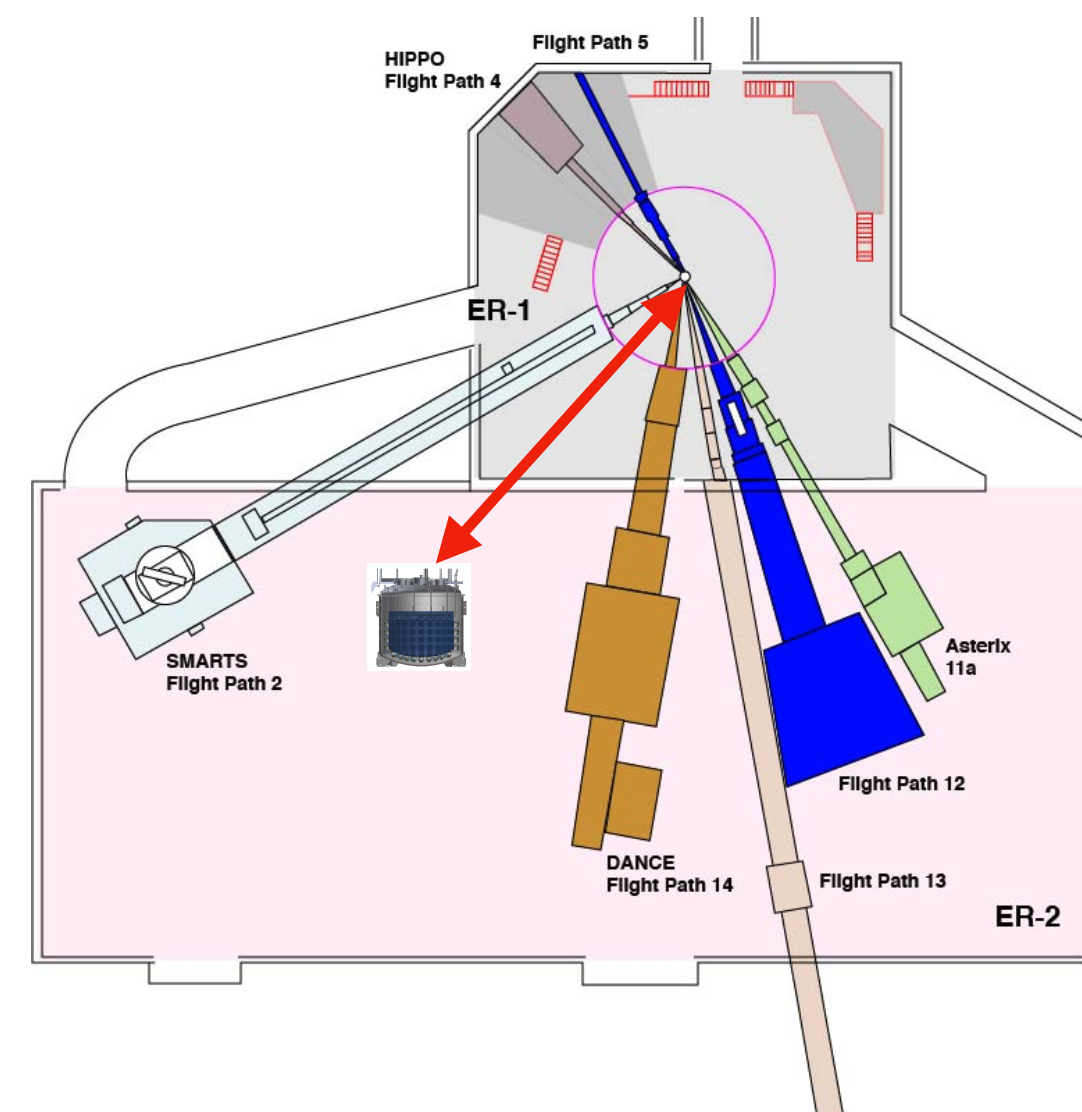 Flight Path 5
HIPPO
Flight Path 4
ER-1
SMARTS
Flight Path 2
Asterix
11a
Flight Path 12
DANCE
Flight Path 14
Flight Path 13
ER-2